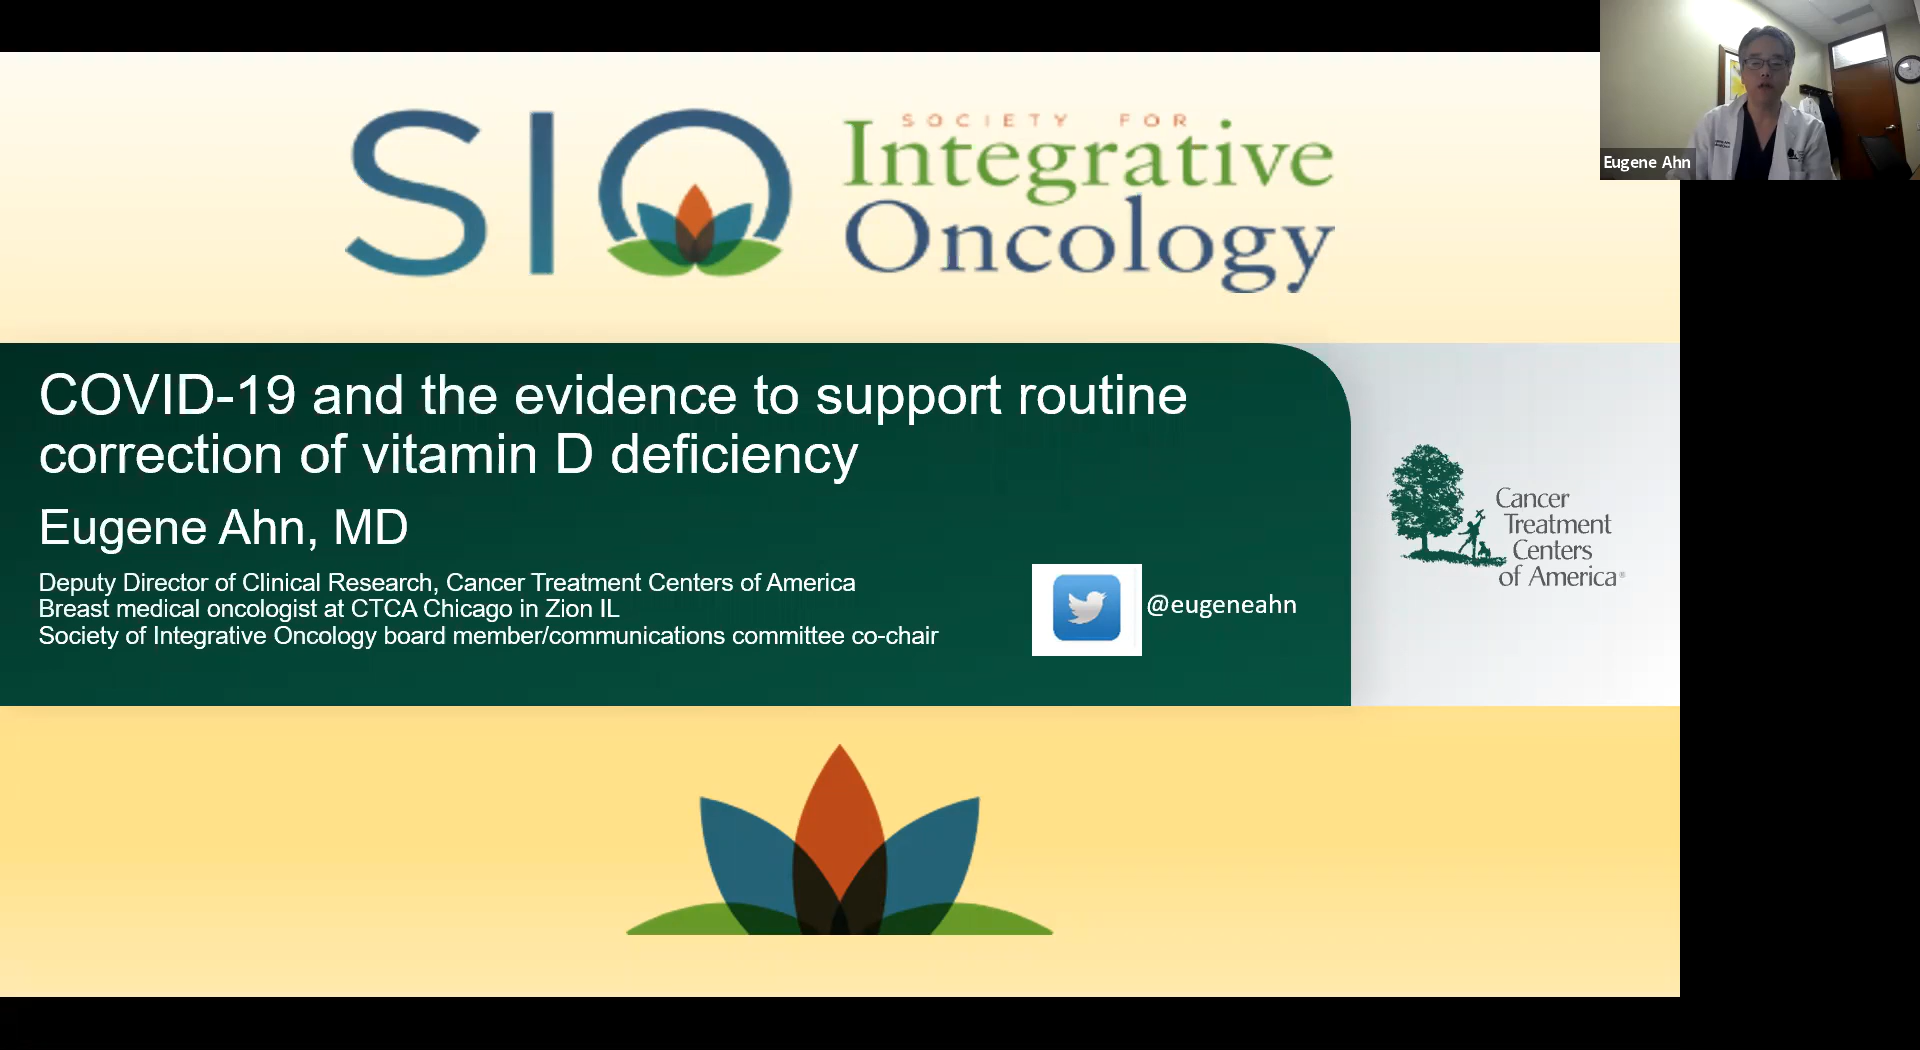 SIO
SOCIETY FOR
Integrative
Oncology
Eugene Ahn
COVID-19 and the evidence to support routine
correction of vitamin D deficiency
Eugene Ahn, MD
Deputy Director of Clinical Research, Cancer Treatment Centers of America
Breast medical oncologist at CTCA Chicago in Zion IL
Society of Integrative Oncology board member/communications committee co-chair
@eugeneahn
Cancer
Treatment
Centers
of America®